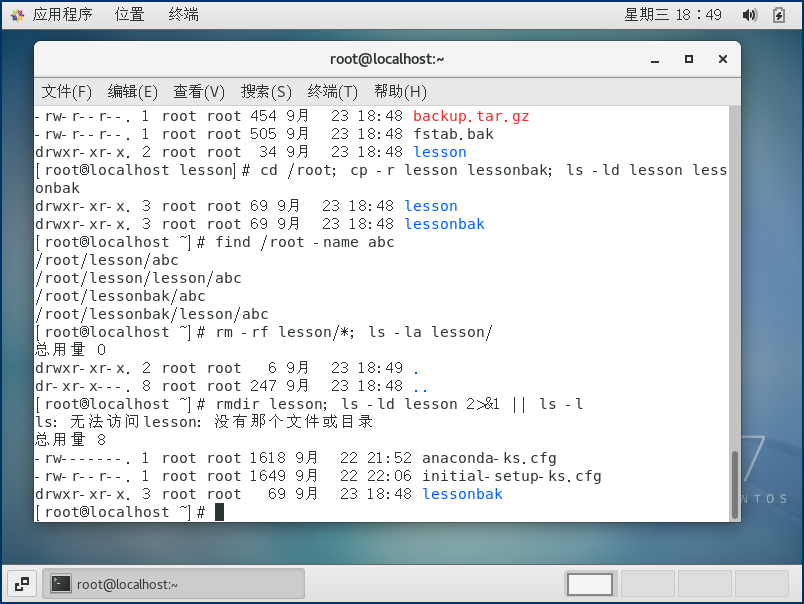 应用程序 位置 终端 星期三 18：49
root@localhost:~
文件(F) 编辑(E) 查看(V) 搜索(S) 终端(T) 帮助(H)
-rw-r--r--. 1 root root 454 9月  23 18:48 backup.tar.gz
-rw-r--r--. 1 root root 505 9月  23 18:48 fstab.bak
drwxr-xr-x. 2 root root  34 9月  23 18:48 lesson
[root@localhost lesson]# cd /root; cp -r lesson lessonbak; ls -ld lesson less
onbak
drwxr-xr-x. 3 root root 69 9月  23 18:48 lesson
drwxr-xr-x. 3 root root 69 9月  23 18:48 lessonbak
[root@localhost ~]# find /root -name abc
/root/lesson/abc
/root/lesson/lesson/abc
/root/lessonbak/abc
/root/lessonbak/lesson/abc
[root@localhost ~]# rm -rf lesson/*; ls -la lesson/
总用量 0
drwxr-xr-x. 2 root root   6 9月  23 18:49 .
dr-xr-x---. 8 root root 247 9月  23 18:48 ..
[root@localhost ~]# rmdir lesson; ls -ld lesson 2>&1 || ls -l
ls: 无法访问lesson: 没有那个文件或目录
总用量 8
-rw-------. 1 root root 1618 9月  22 21:52 anaconda-ks.cfg
-rw-r--r--. 1 root root 1649 9月  22 22:06 initial-setup-ks.cfg
drwxr-xr-x. 3 root root   69 9月  23 18:48 lessonbak
[root@localhost ~]#
7
NTOS
root@localhost:~